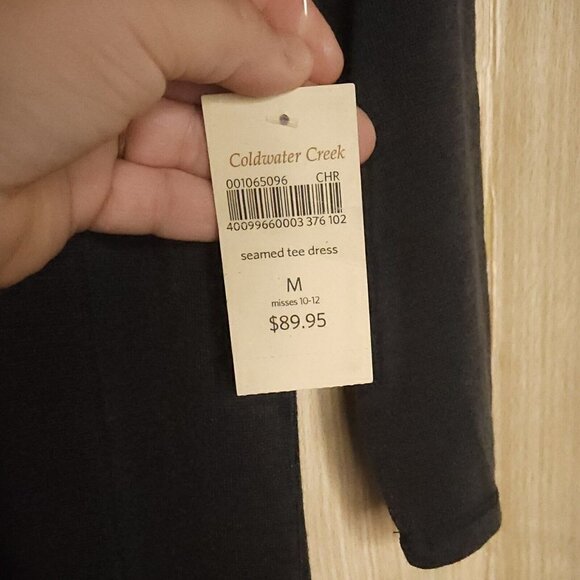 Coldwater Creek
001065096 CHR
40099660003 376 102
seamed tee dress
M
misses 10-12
$89.95